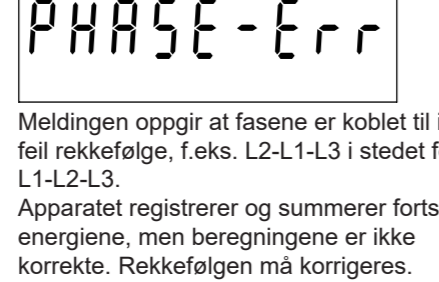 PHASE-Err
Meldingen oppgir at fasene er koblet til i
feil rekkefølge, f.eks. L2-L1-L3 i stedet f
L1-L2-L3.
Apparatet registrerer og summerer forts
energiene, men beregningene er ikke
korrekte. Rekkefølgen må korrigeres.